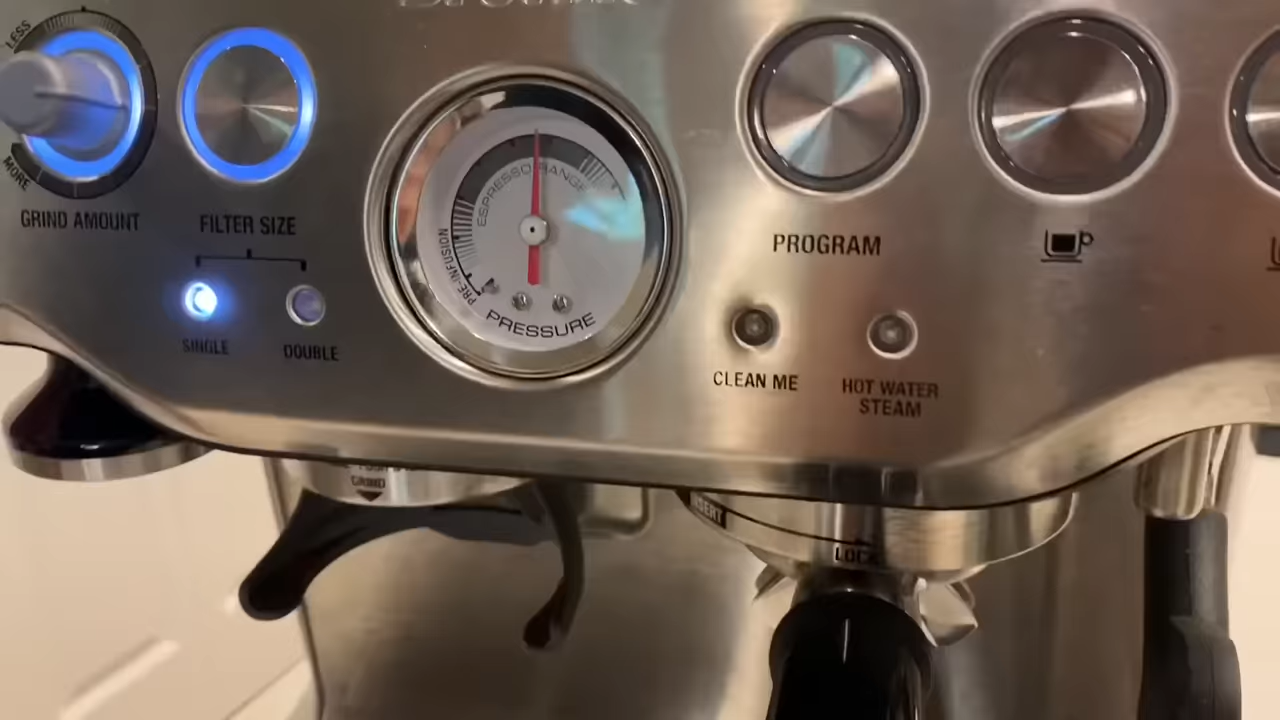 LESS
MORE
GRIND AMOUNT
FILTER SIZE
SINGLE
DOUBLE
ESPRESSO RANGE
PRE-INFUSION
PRESSURE
PROGRAM
CLEAN ME
HOT WATER
STEAM
GRIND
INSERT
LOCK